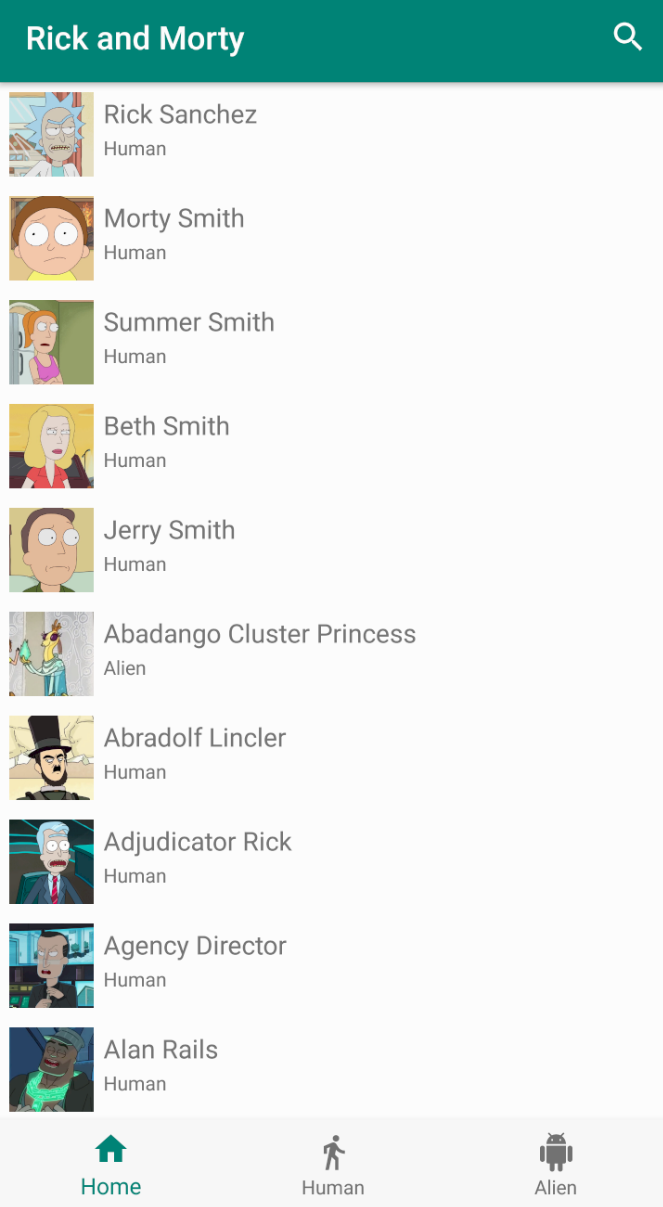 Rick and Morty
Rick Sanchez
Human
Morty Smith
Human
Summer Smith
Human
Beth Smith
Human
Jerry Smith
Human
Abadango Cluster Princess
Alien
Abradolf Lincler
Human
Adjudicator Rick
Human
Agency Director
Human
Alan Rails
Human
Home
Human
Alien